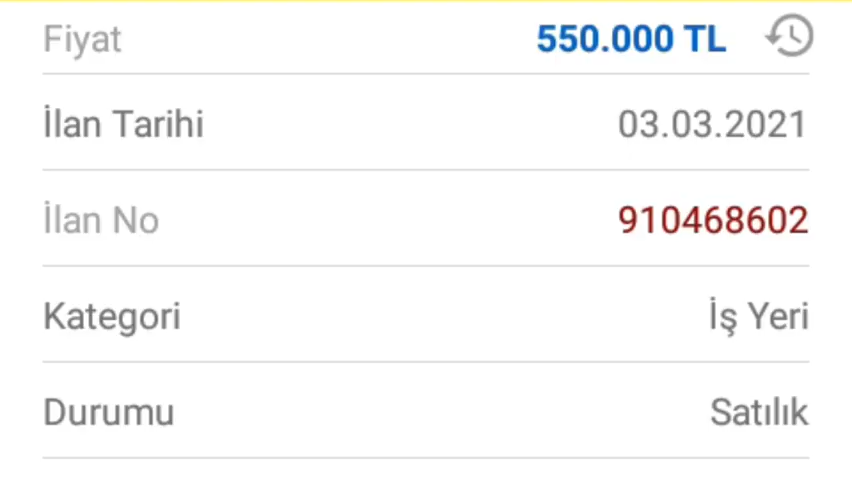 Fiyat 550.000 TL
İlan Tarihi 03.03.2021
İlan No 910468602
Kategori İş Yeri
Durumu Satılık